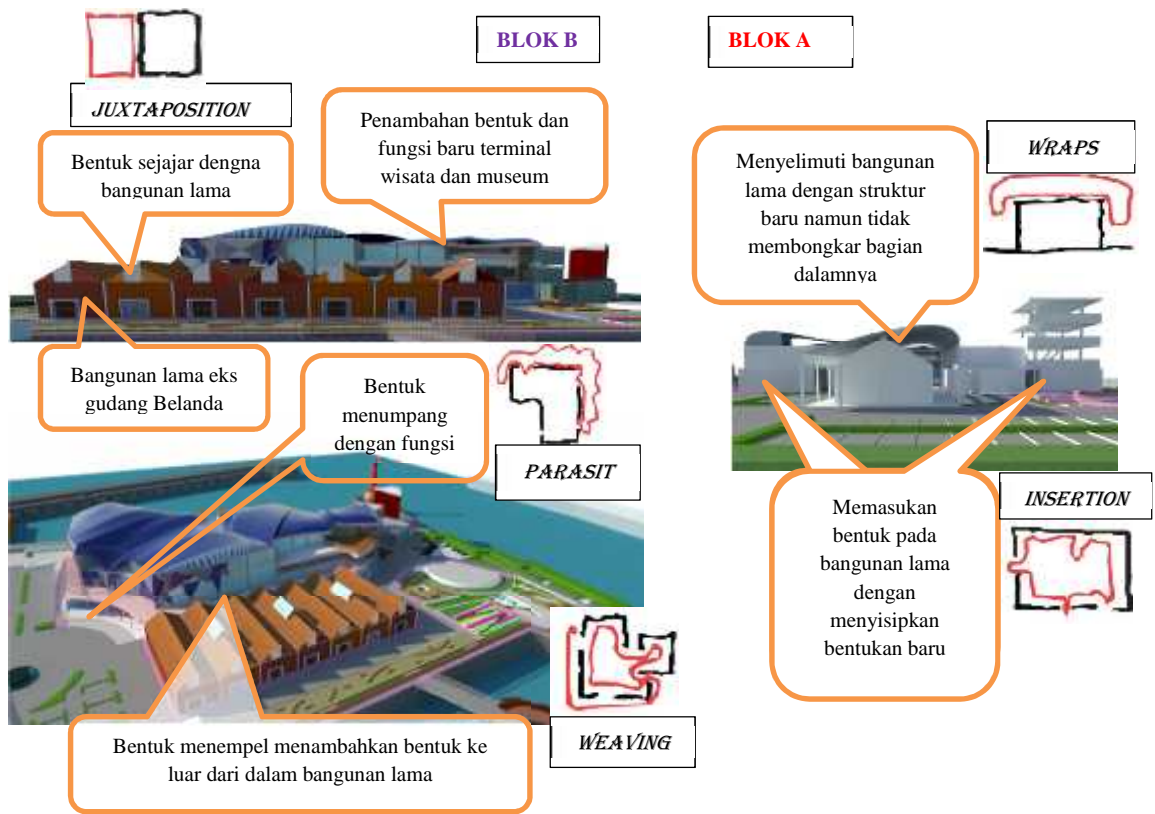 BLOK B
BLOK A
JUXTAPOSITION
Bentuk sejajar dengna
bangunan lama
Penambahan bentuk dan
fungsi baru terminal
wisata dan museum
Bangunan lama eks
gudang Belanda
Bentuk
menumpang
dengan fungsi
PARASIT
Bentuk menempel menambahkan bentuk ke
luar dari dalam bangunan lama
WEAVING
Menyelimuti bangunan
lama dengan struktur
baru namun tidak
membongkar bagian
dalamnya
WRAPS
Memasukan
bentuk pada
bangunan lama
dengan
menyisipkan
bentukan baru
INSERTION